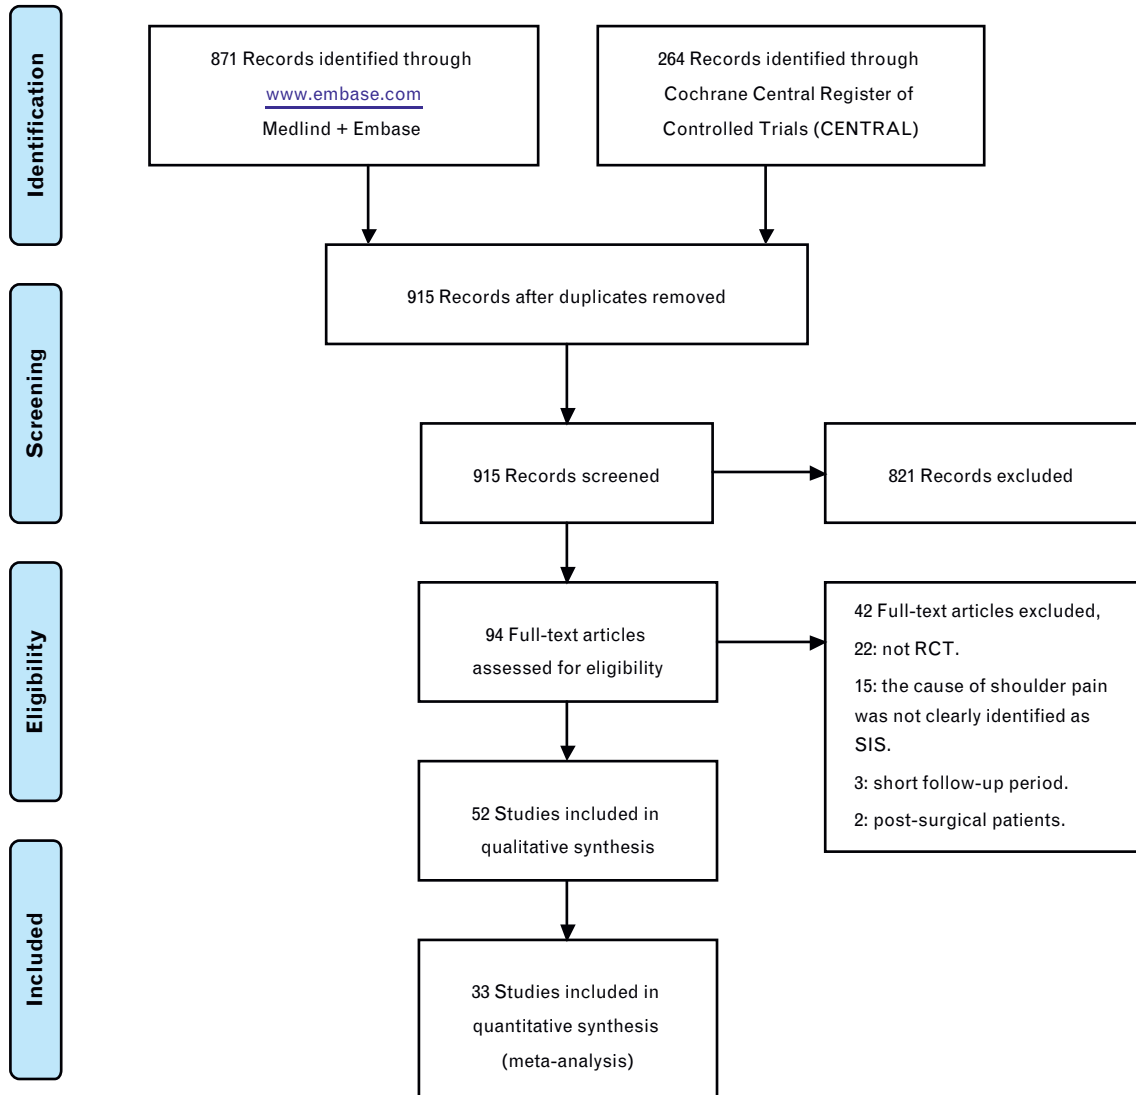 Identification
871 Records identified through
www.embase.com
Medlind + Embase
264 Records identified through
Cochrane Central Register of
Controlled Trials (CENTRAL)
915 Records after duplicates removed
Screening
915 Records screened
821 Records excluded
Eligibility
94 Full-text articles
assessed for eligibility
42 Full-text articles excluded,
22: not RCT.
15: the cause of shoulder pain
was not clearly identified as
SIS.
3: short follow-up period.
2: post-surgical patients.
52 Studies included in
qualitative synthesis
Included
33 Studies included in
quantitative synthesis
(meta-analysis)